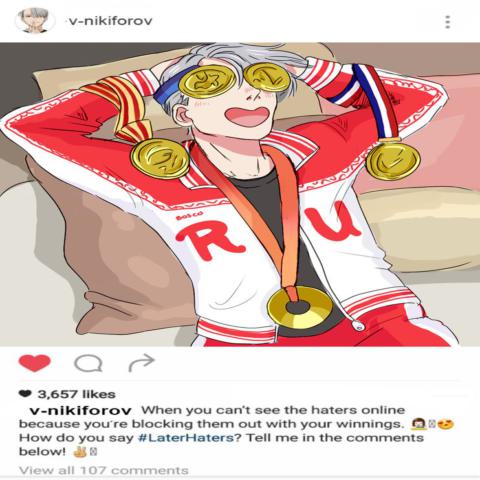 v-nikiforov
BOSCO
R U
3,657 likes
v-nikiforov When you can't see the haters online
because you're blocking them out with your winnings. 🙍🏻▯😍
How do you say #LaterHaters? Tell me in the comments
below! ✌🏼▯
View all 107 comments